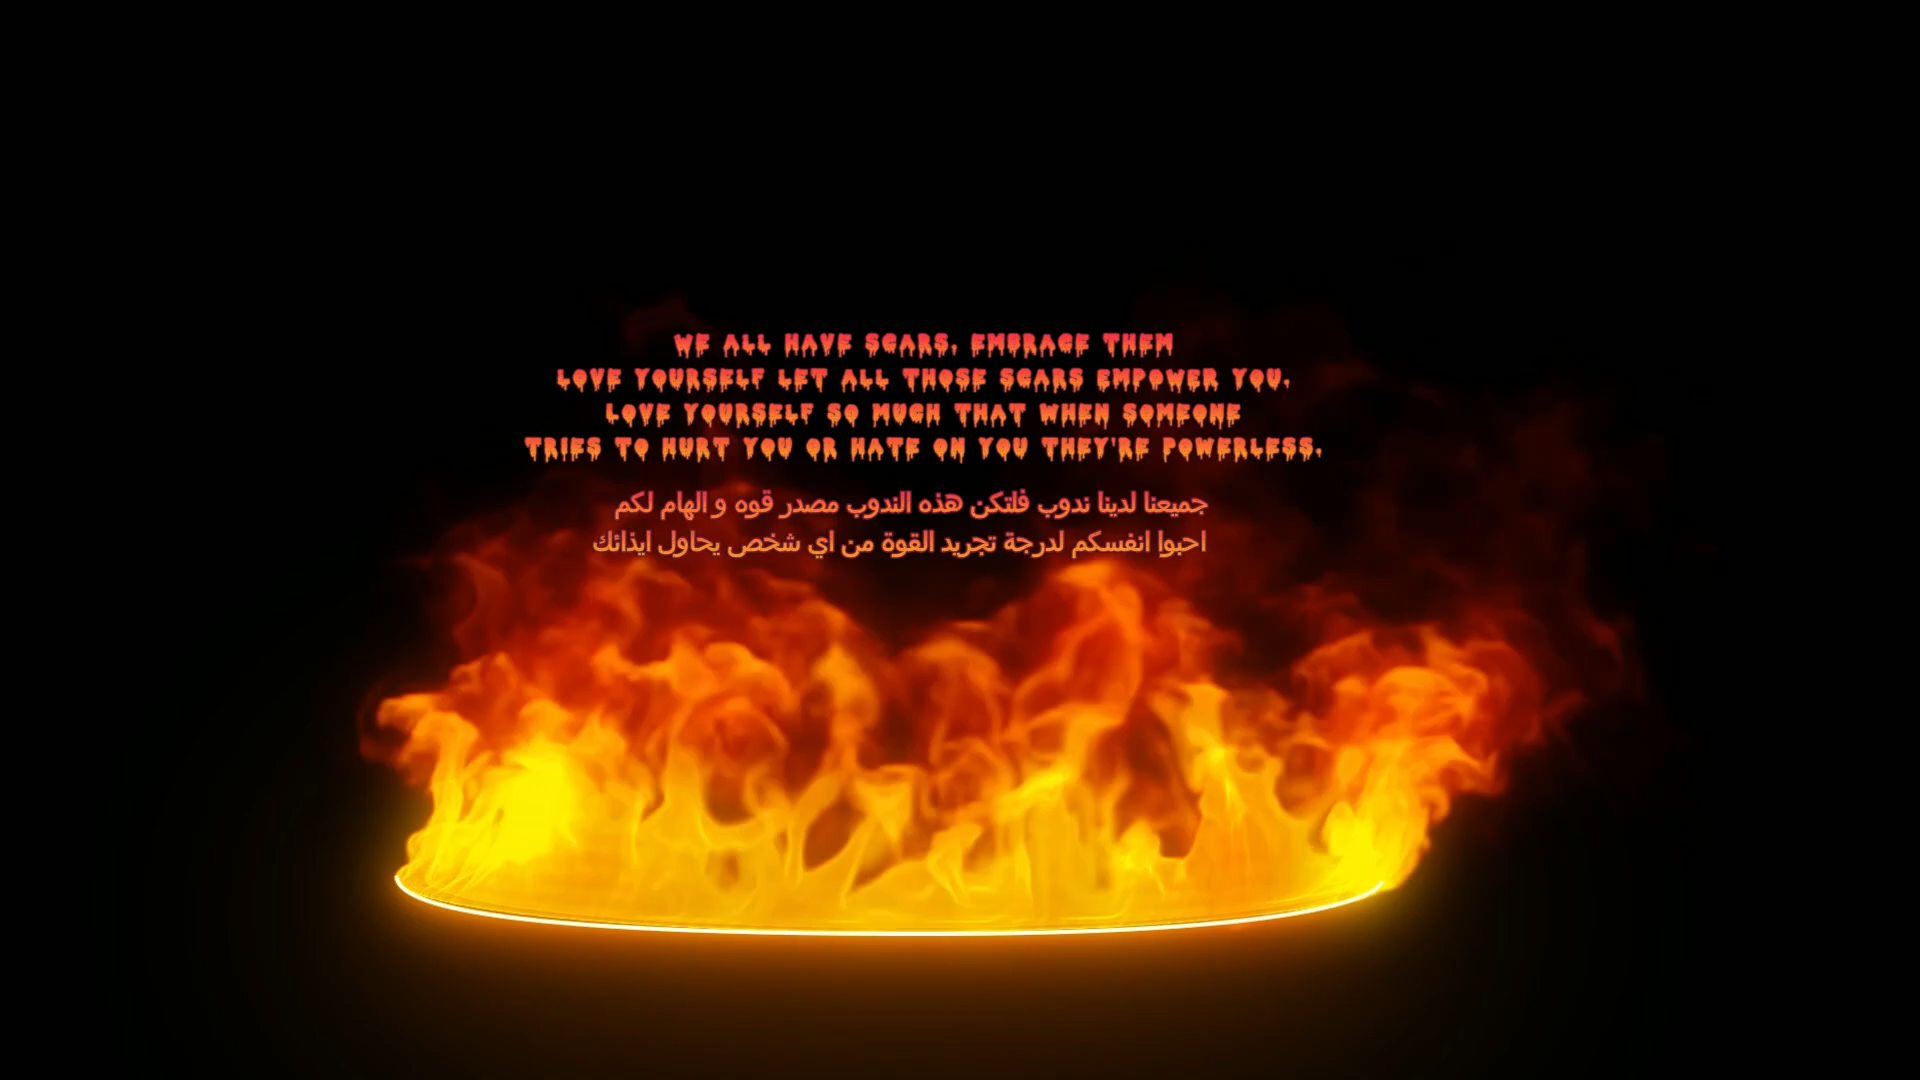 WE ALL HAVE SCARS, EMBRACE THEM
LOVE YOURSELF LET ALL THOSE SCARS EMPOWER YOU,
LOVE YOURSELF SO MUCH THAT WHEN SOMEONE
TRIES TO HURT YOU OR HATE ON YOU THEY'RE POWERLESS.
جميعنا لدينا ندوب فلتكن هذه الندوب مصدر قوه و الهام لكم
احبوا انفسكم لدرجة تجريد القوة من اي شخص يحاول ايذائك